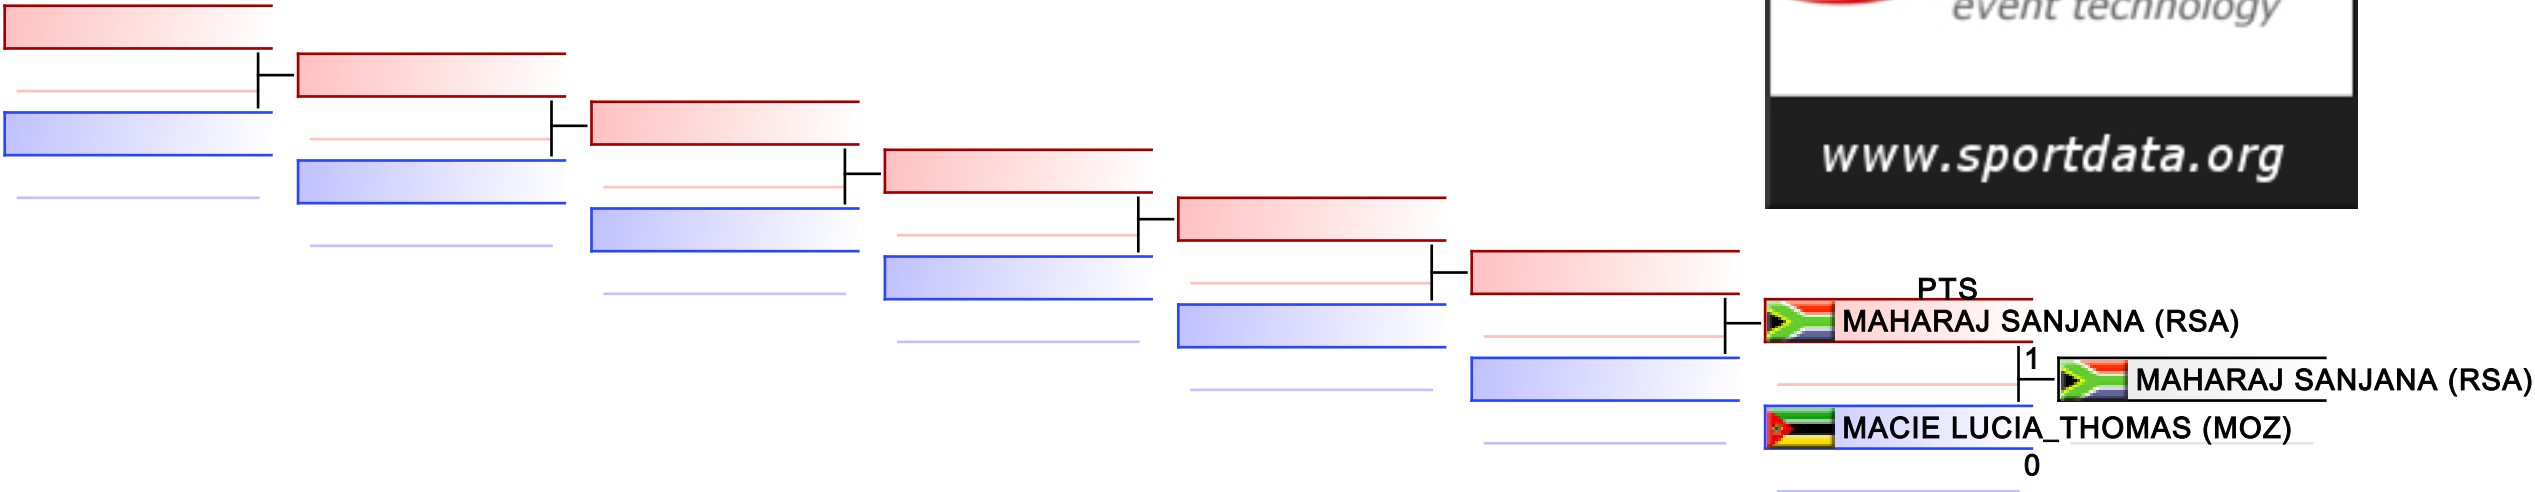 event technology
www.sportdata.org
PTS
MAHARAJ SANJANA (RSA)
1
MAHARAJ SANJANA (RSA)
MACIE LUCIA_THOMAS (MOZ)
0